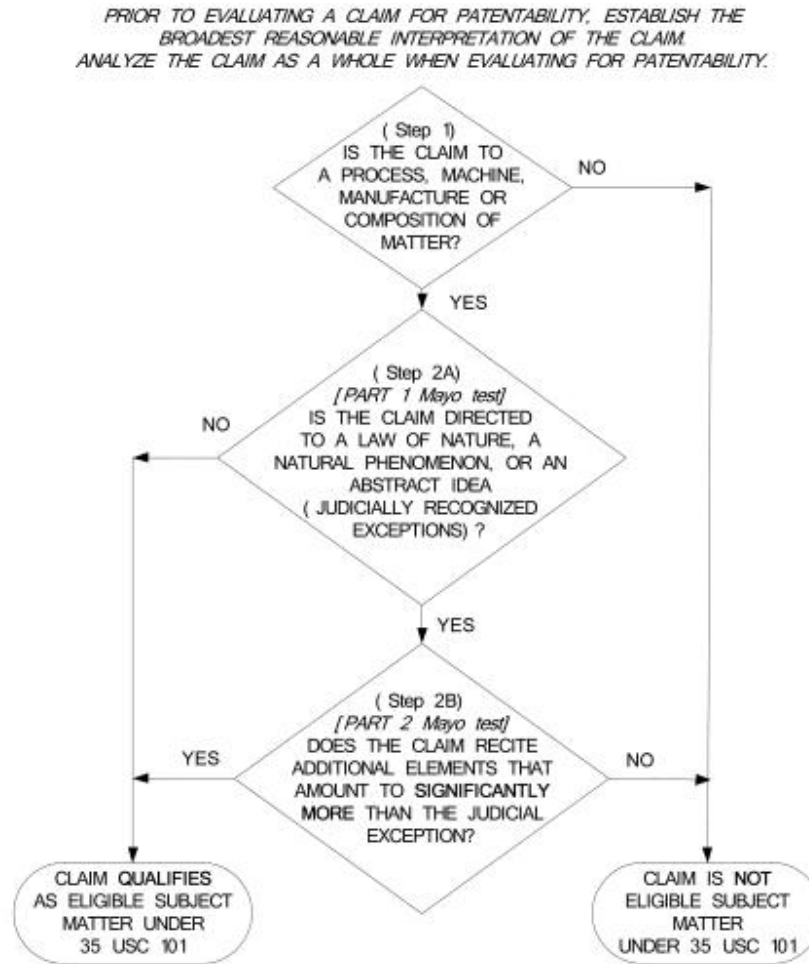 PRIOR TO EVALUATING A CLAIM FOR PATENTABILITY, ESTABLISH THE
BROADEST REASONABLE INTERPRETATION OF THE CLAIM.
ANALYZE THE CLAIM AS A WHOLE WHEN EVALUATING FOR PATENTABILITY.
( Step 1)
IS THE CLAIM TO
A PROCESS, MACHINE,
MANUFACTURE OR
COMPOSITION OF
MATTER?
NO
YES
( Step 2A)
[PART 1 Mayo test]
IS THE CLAIM DIRECTED
TO A LAW OF NATURE, A
NATURAL PHENOMENON, OR AN
ABSTRACT IDEA
( JUDICIALLY RECOGNIZED
EXCEPTIONS) ?
NO
YES
( Step 2B)
[PART 2 Mayo test]
DOES THE CLAIM RECITE
ADDITIONAL ELEMENTS THAT
AMOUNT TO SIGNIFICANTLY
MORE THAN THE JUDICIAL
EXCEPTION?
YES
NO
CLAIM QUALIFIES
AS ELIGIBLE SUBJECT
MATTER UNDER
35 USC 101
CLAIM IS NOT
ELIGIBLE SUBJECT
MATTER
UNDER 35 USC 101